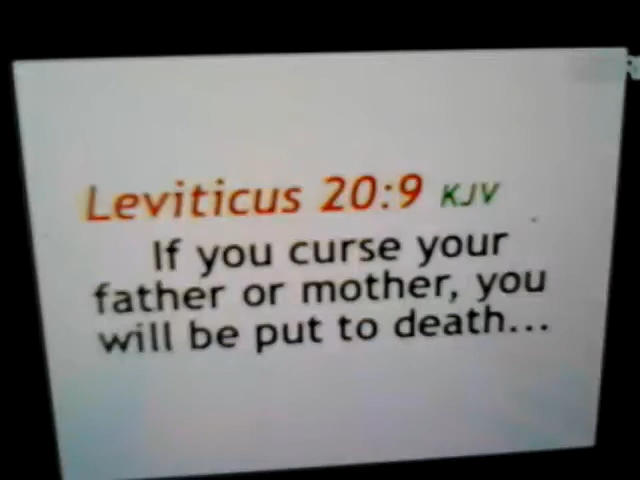 Leviticus 20:9 KJV
If you curse your
father or mother, you
will be put to death...